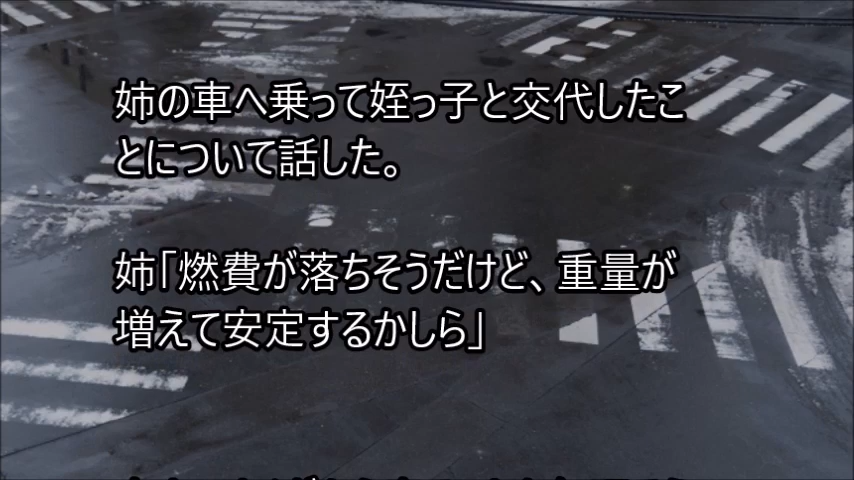 姉の車へ乗って姪っ子と交代したこ
とについて話した。
姉「燃費が落ちそうだけど、重量が
増えて安定するかしら」